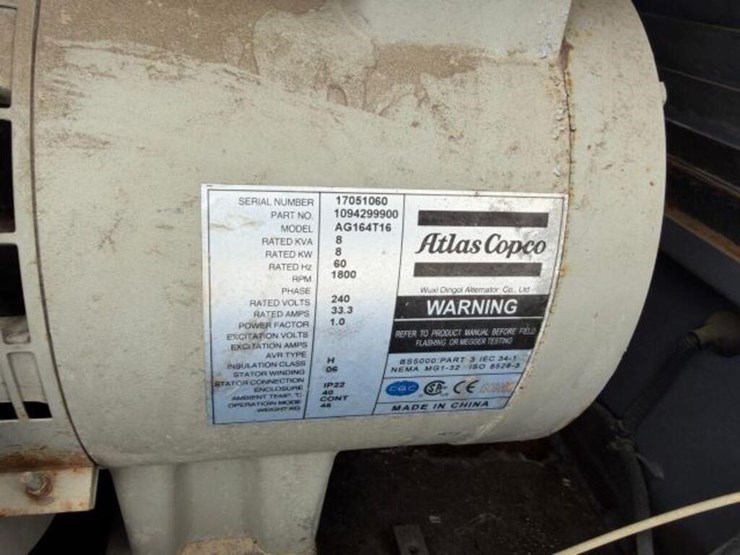 SERIAL NUMBER 17051060
PART NO. 1094299900
MODEL AG164T16
RATED KVA 8
RATED KW 8
RATED Hz 60
RPM 1800
PHASE
RATED VOLTS 240
RATED AMPS 33.3
POWER FACTOR 1.0
EXCITATION VOLTS
EXCITATION AMPS
AVR TYPE
INSULATION CLASS H
STATOR WINDING 06
STATOR CONNECTION
ENCLOSURE IP22
AMBIENT TEMP. °C 40
OPERATION MODE CONT
WEIGHT KG 48
Atlas Copco
Wuxi Dingol Alternator Co., Ltd
WARNING
REFER TO PRODUCT MANUAL BEFORE FIELD
FLASHING OR MEGGER TESTING
BS5000 PART 3 IEC 34-1
NEMA MG1-32 ISO 8528-3
CQC SA CE
MADE IN CHINA